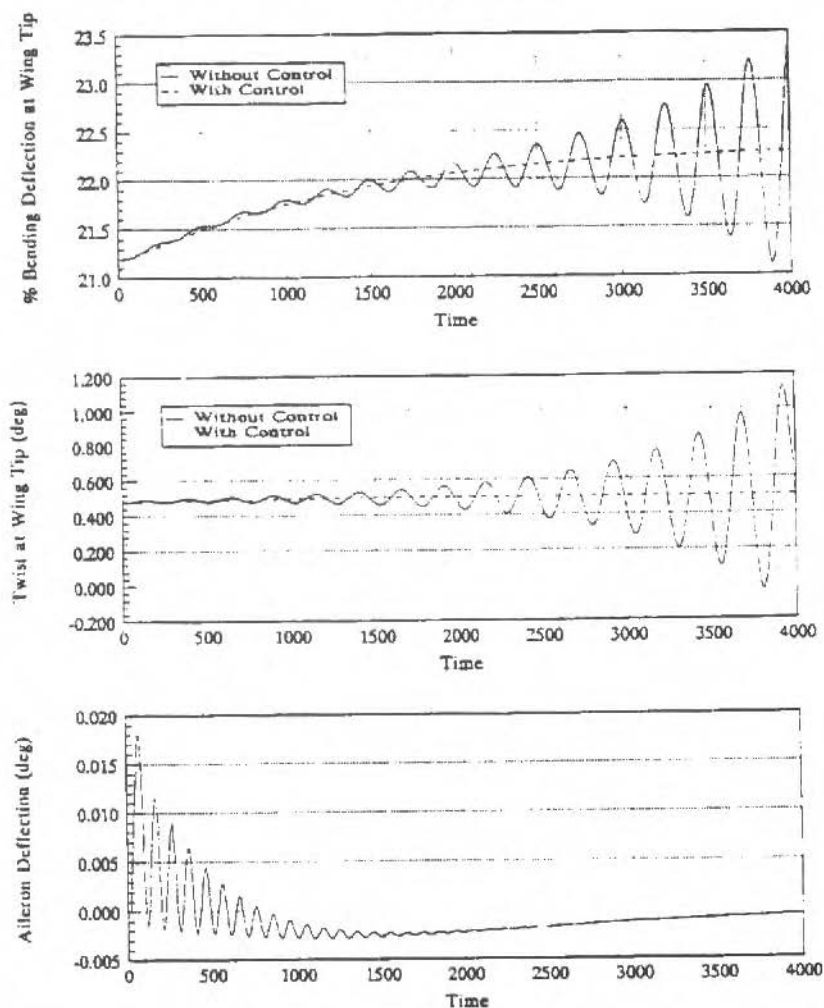 % Bending Deflection at Wing Tip
23.5
23.0
22.5
22.0
21.5
21.0
Without Control
With Control
0 500 1000 1500 2000 2500 3000 3500 4000
Time
Twist at Wing Tip (deg)
1.200
1.000
0.800
0.600
0.400
0.200
0.000
-0.200
Without Control
With Control
0 500 1000 1500 2000 2500 3000 3500 4000
Time
Aileron Deflection (deg)
0.020
0.015
0.010
0.005
0.000
-0.005
0 500 1000 1500 2000 2500 3000 3500 4000
Time